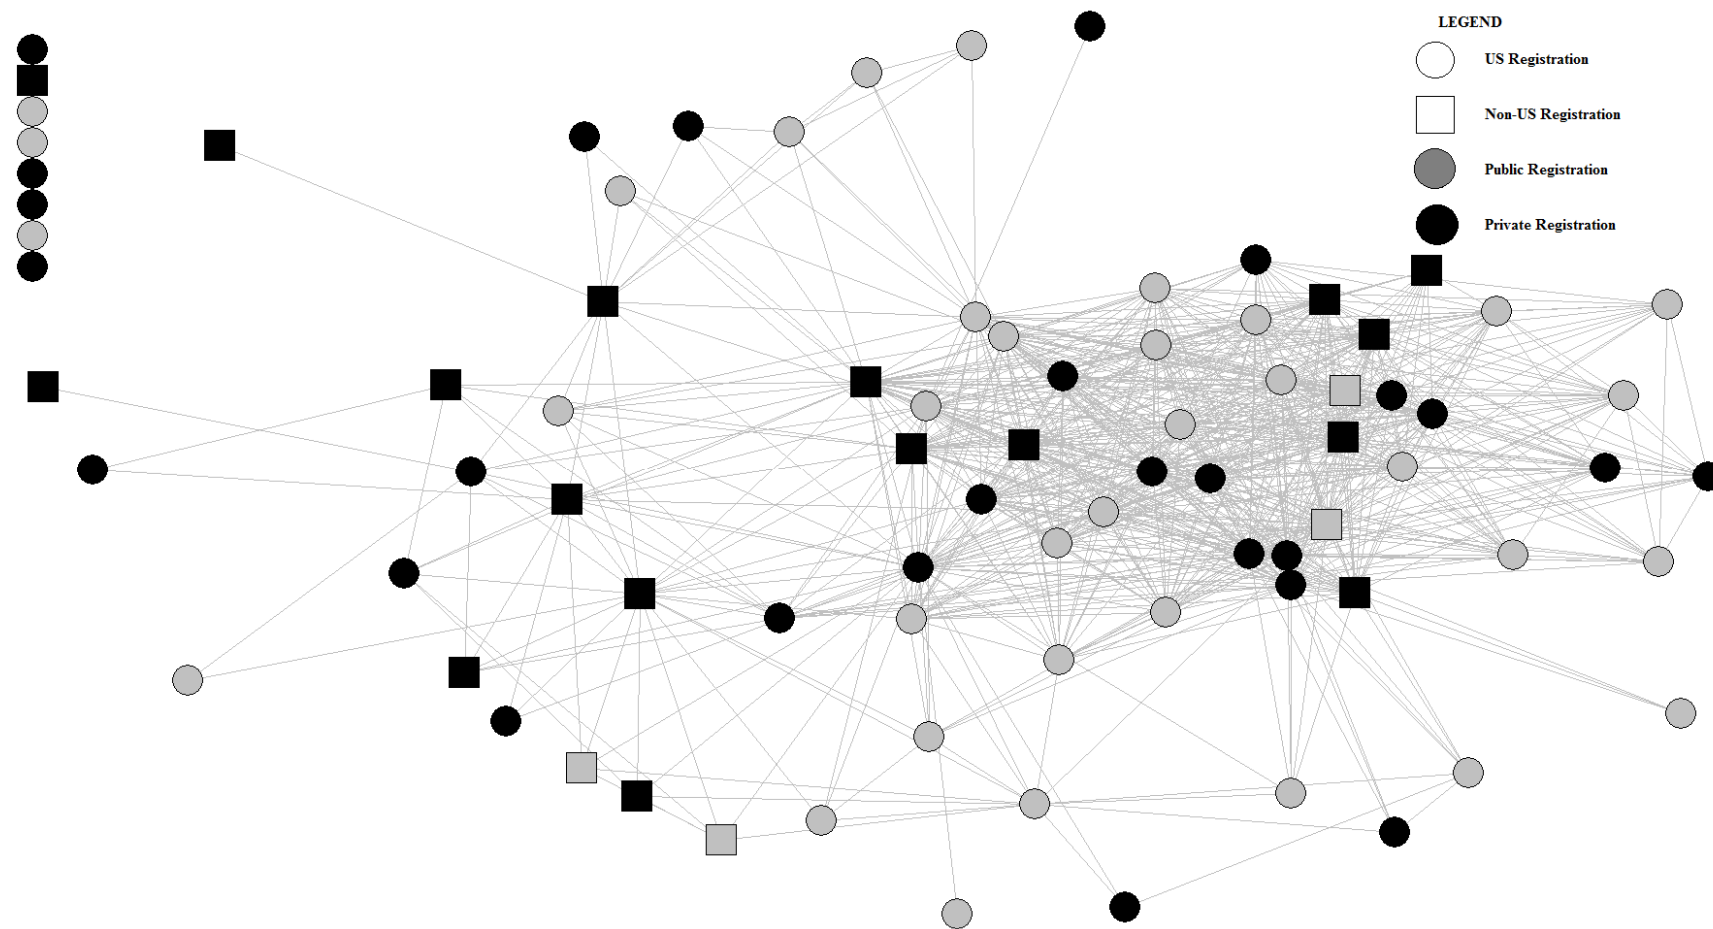 LEGEND
US Registration
Non-US Registration
Public Registration
Private Registration